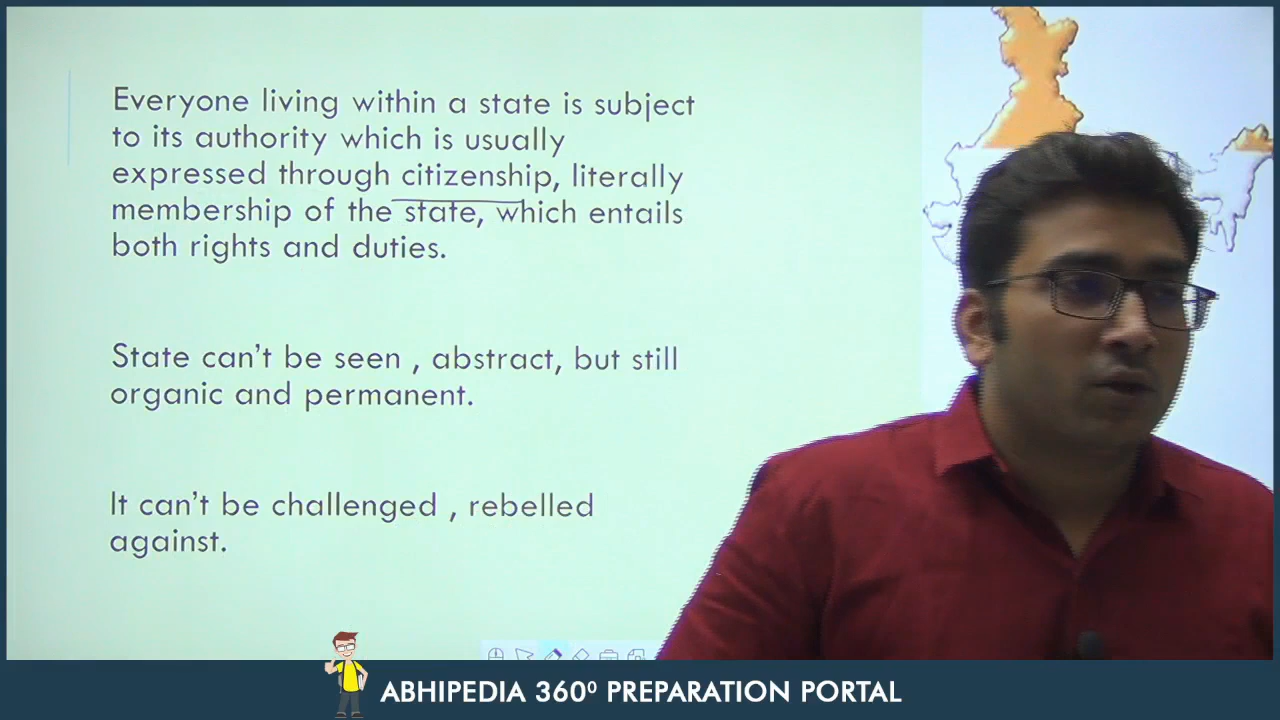 Everyone living within a state is subject
to its authority which is usually
expressed through citizenship, literally
membership of the state, which entails
both rights and duties.
State can't be seen , abstract, but still
organic and permanent.
It can't be challenged , rebelled
against.
ABHIPEDIA 360⁰ PREPARATION PORTAL